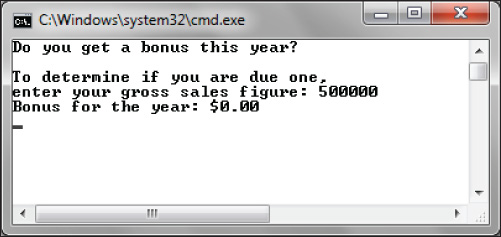 C:\Windows\system32\cmd.exe
Do you get a bonus this year?
To determine if you are due one,
enter your gross sales figure: 500000
Bonus for the year: $0.00